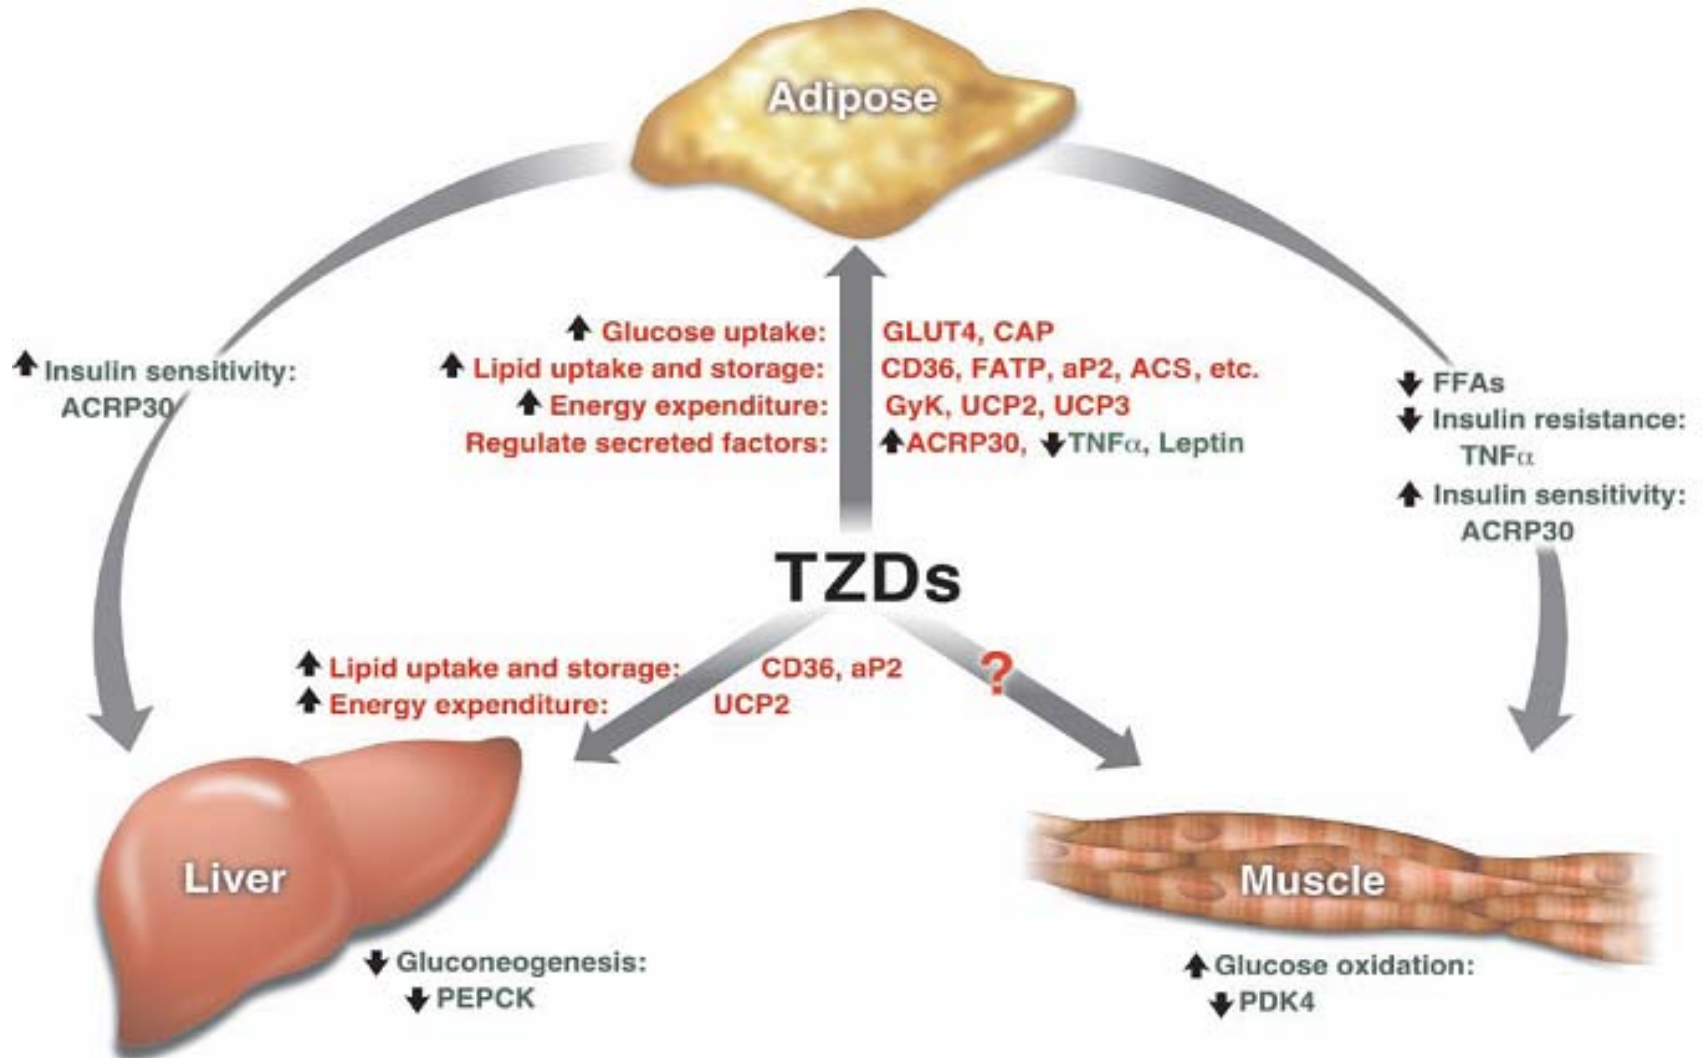 Adipose
⬆ Glucose uptake: GLUT4, CAP
⬆ Lipid uptake and storage: CD36, FATP, aP2, ACS, etc.
⬆ Energy expenditure: GyK, UCP2, UCP3
Regulate secreted factors: ⬆ACRP30, ⬇TNFα, Leptin
⬆ Insulin sensitivity:
ACRP30
⬇ FFAs
⬇ Insulin resistance:
TNFα
⬆ Insulin sensitivity:
ACRP30
TZDs
⬆ Lipid uptake and storage: CD36, aP2
⬆ Energy expenditure: UCP2
?
Liver
Muscle
⬇ Gluconeogenesis:
⬇ PEPCK
⬆ Glucose oxidation:
⬇ PDK4